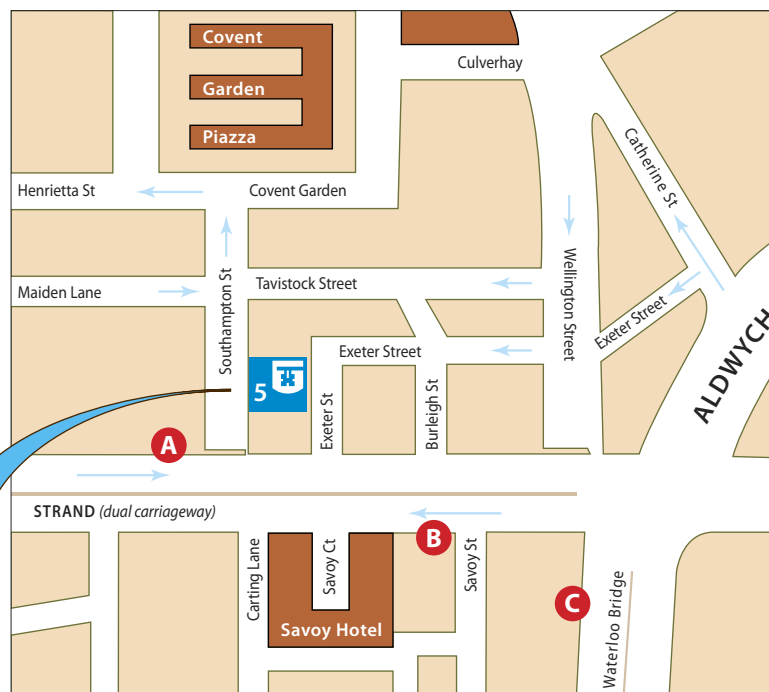 Covent
Garden
Piazza
Culverhay
Catherine St
Henrietta St
Covent Garden
Maiden Lane
Southampton St
Tavistock Street
Wellington Street
Exeter Street
ALDWYCH
Exeter Street
5
Exeter St
Burleigh St
A
STRAND (dual carriageway)
B
Carting Lane
Savoy Ct
Savoy St
C
Waterloo Bridge
Savoy Hotel